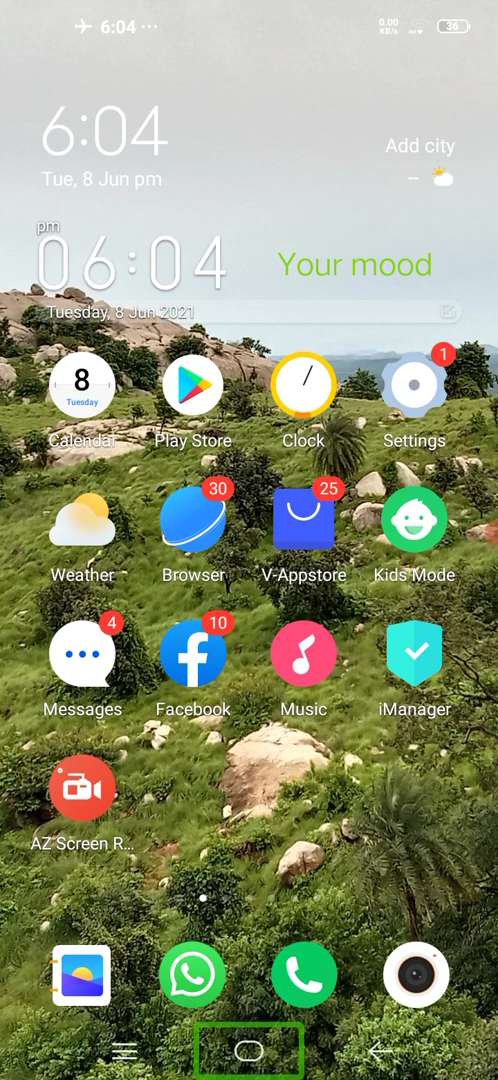 6:04 ...
0.00
KB/s
36
6:04
Tue, 8 Jun pm
Add city
--
pm
06:04
Your mood
Tuesday, 8 Jun 2021
8
Tuesday
1
Calendar
Play Store
Clock
Settings
30
25
Weather
Browser
V-Appstore
Kids Mode
4
10
Messages
Facebook
Music
iManager
AZ Screen R...